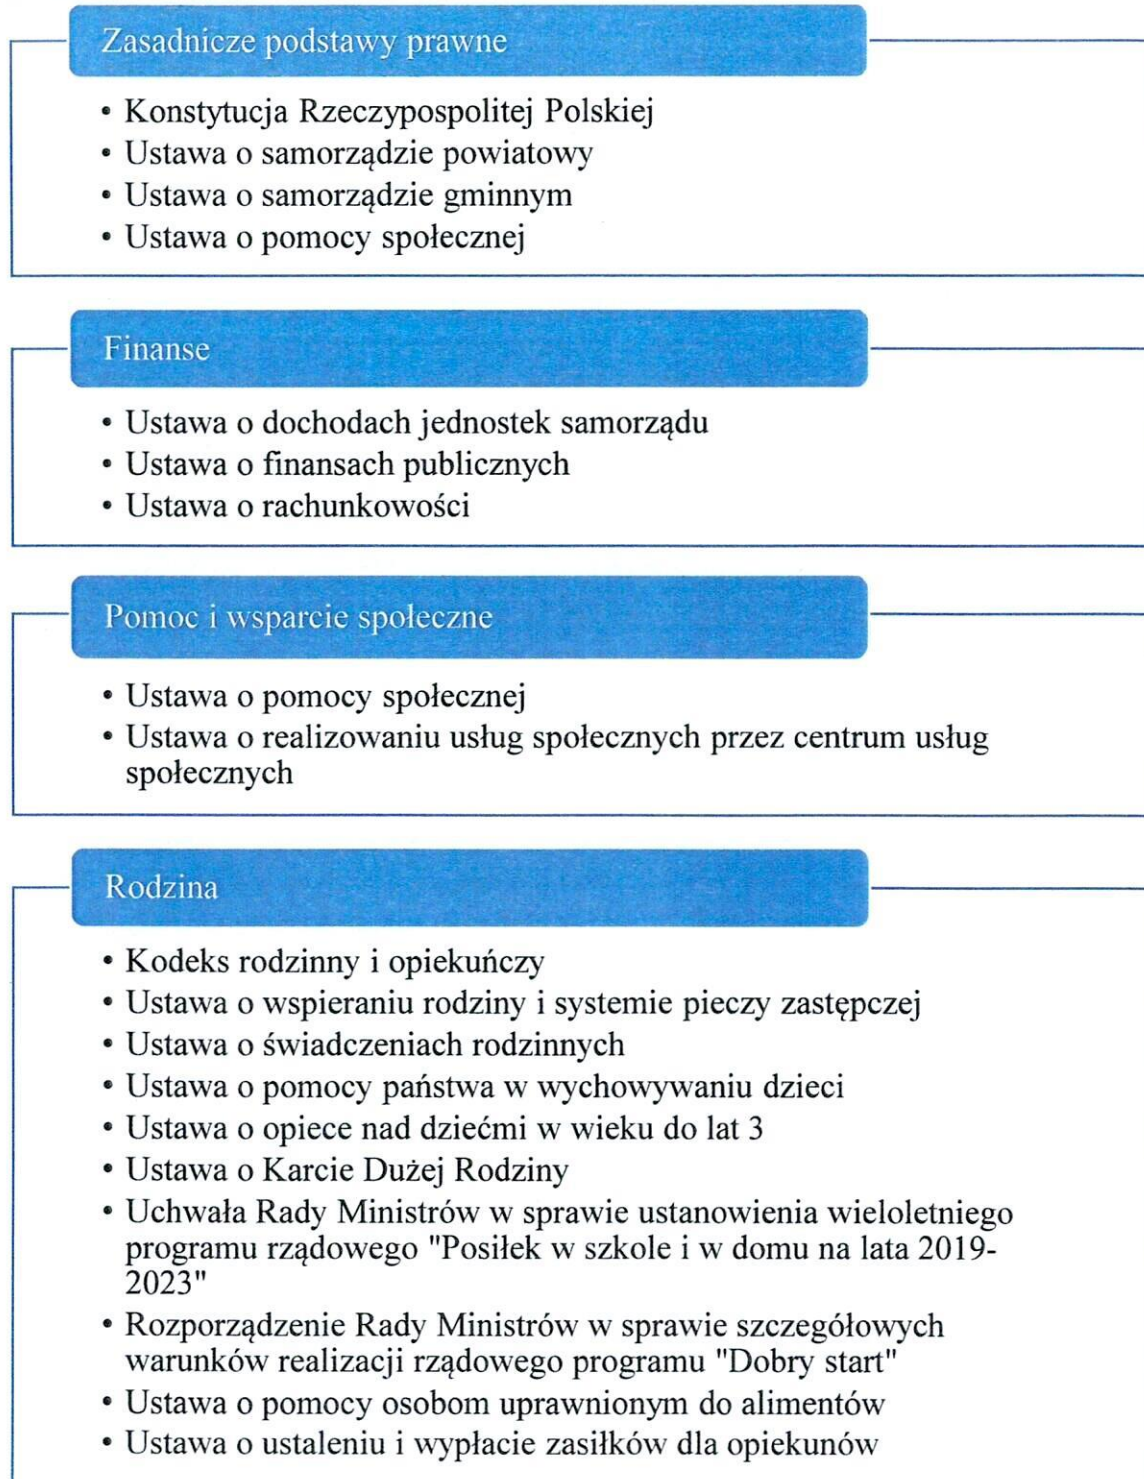 Zasadnicze podstawy prawne
• Konstytucja Rzeczypospolitej Polskiej
• Ustawa o samorządzie powiatowy
• Ustawa o samorządzie gminnym
• Ustawa o pomocy społecznej
Finanse
• Ustawa o dochodach jednostek samorządu
• Ustawa o finansach publicznych
• Ustawa o rachunkowości
Pomoc i wsparcie społeczne
• Ustawa o pomocy społecznej
• Ustawa o realizowaniu usług społecznych przez centrum usług
społecznych
Rodzina
• Kodeks rodzinny i opiekuńczy
• Ustawa o wspieraniu rodziny i systemie pieczy zastępczej
• Ustawa o świadczeniach rodzinnych
• Ustawa o pomocy państwa w wychowywaniu dzieci
• Ustawa o opiece nad dziećmi w wieku do lat 3
• Ustawa o Karcie Dużej Rodziny
• Uchwała Rady Ministrów w sprawie ustanowienia wieloletniego
programu rządowego "Posiłek w szkole i w domu na lata 2019-
2023"
• Rozporządzenie Rady Ministrów w sprawie szczegółowych
warunków realizacji rządowego programu "Dobry start"
• Ustawa o pomocy osobom uprawnionym do alimentów
• Ustawa o ustaleniu i wypłacie zasiłków dla opiekunów